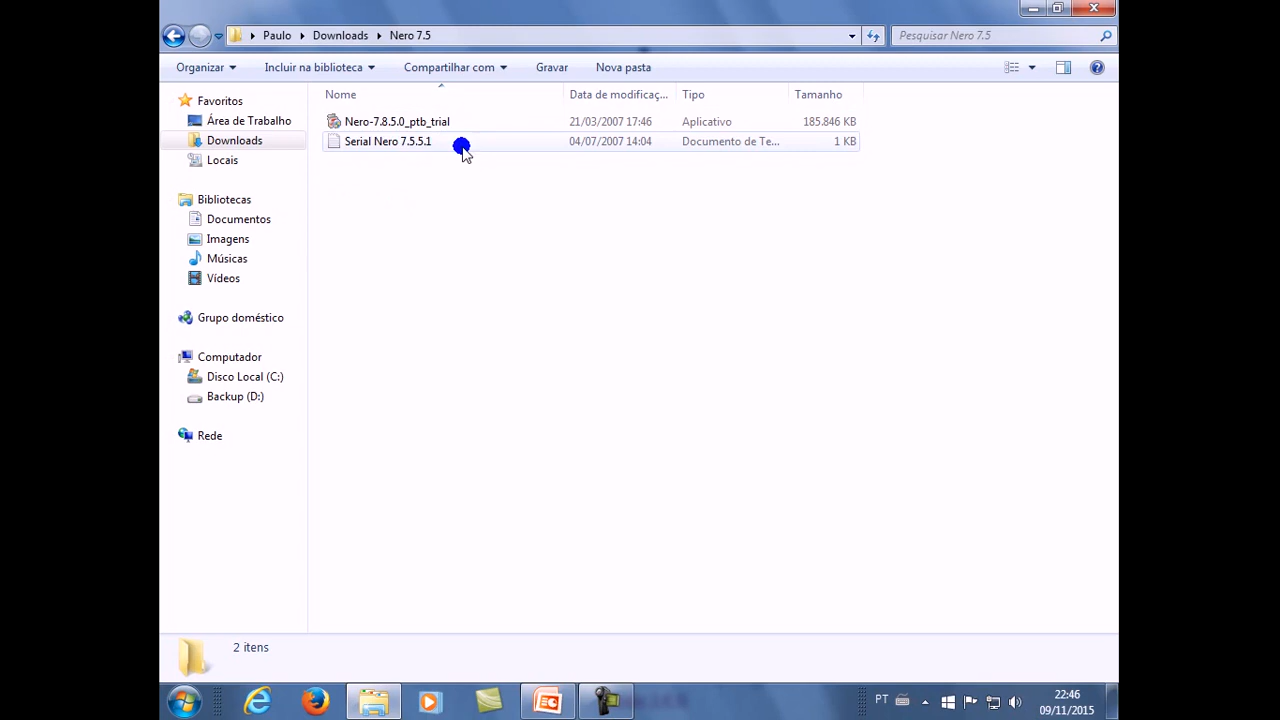 Paulo Downloads Nero 7.5
Pesquisar Nero 7.5
Organizar Incluir na biblioteca Compartilhar com Gravar Nova pasta
Nome Data de modificaç... Tipo Tamanho
Nero-7.8.5.0_ptb_trial 21/03/2007 17:46 Aplicativo 185.846 KB
Serial Nero 7.5.5.1 04/07/2007 14:04 Documento de Te... 1 KB
Favoritos
Área de Trabalho
Downloads
Locais
Bibliotecas
Documentos
Imagens
Músicas
Vídeos
Grupo doméstico
Computador
Disco Local (C:)
Backup (D:)
Rede
2 itens
PT
22:46
09/11/2015